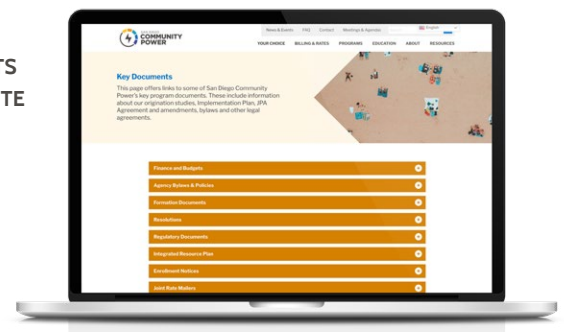 TS
TE
SAN DIEGO
COMMUNITY
POWER
News & Events FAQ Contact Meetings & Agendas
English
YOUR CHOICE BILLING & RATES PROGRAMS EDUCATION ABOUT RESOURCES
Key Documents
This page offers links to some of San Diego Community
Power's key program documents. These include information
about our origination studies, Implementation Plan, JPA
Agreement and amendments, bylaws and other legal
agreements.
Finance and Budgets
Agency Bylaws & Policies
Formation Documents
Resolutions
Regulatory Documents
Integrated Resource Plan
Enrollment Notices
Joint Rate Mailers